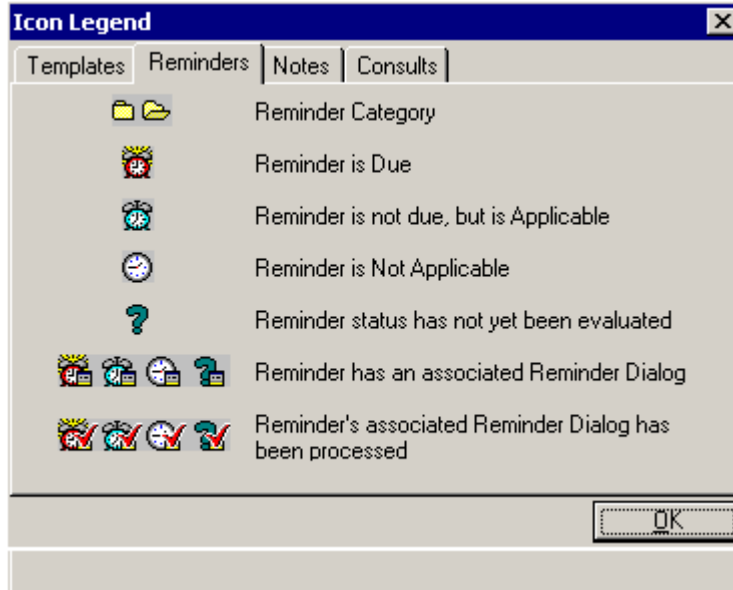 Icon Legend
Templates Reminders Notes Consults
Reminder Category
Reminder is Due
Reminder is not due, but is Applicable
Reminder is Not Applicable
Reminder status has not yet been evaluated
Reminder has an associated Reminder Dialog
Reminder's associated Reminder Dialog has
been processed
OK